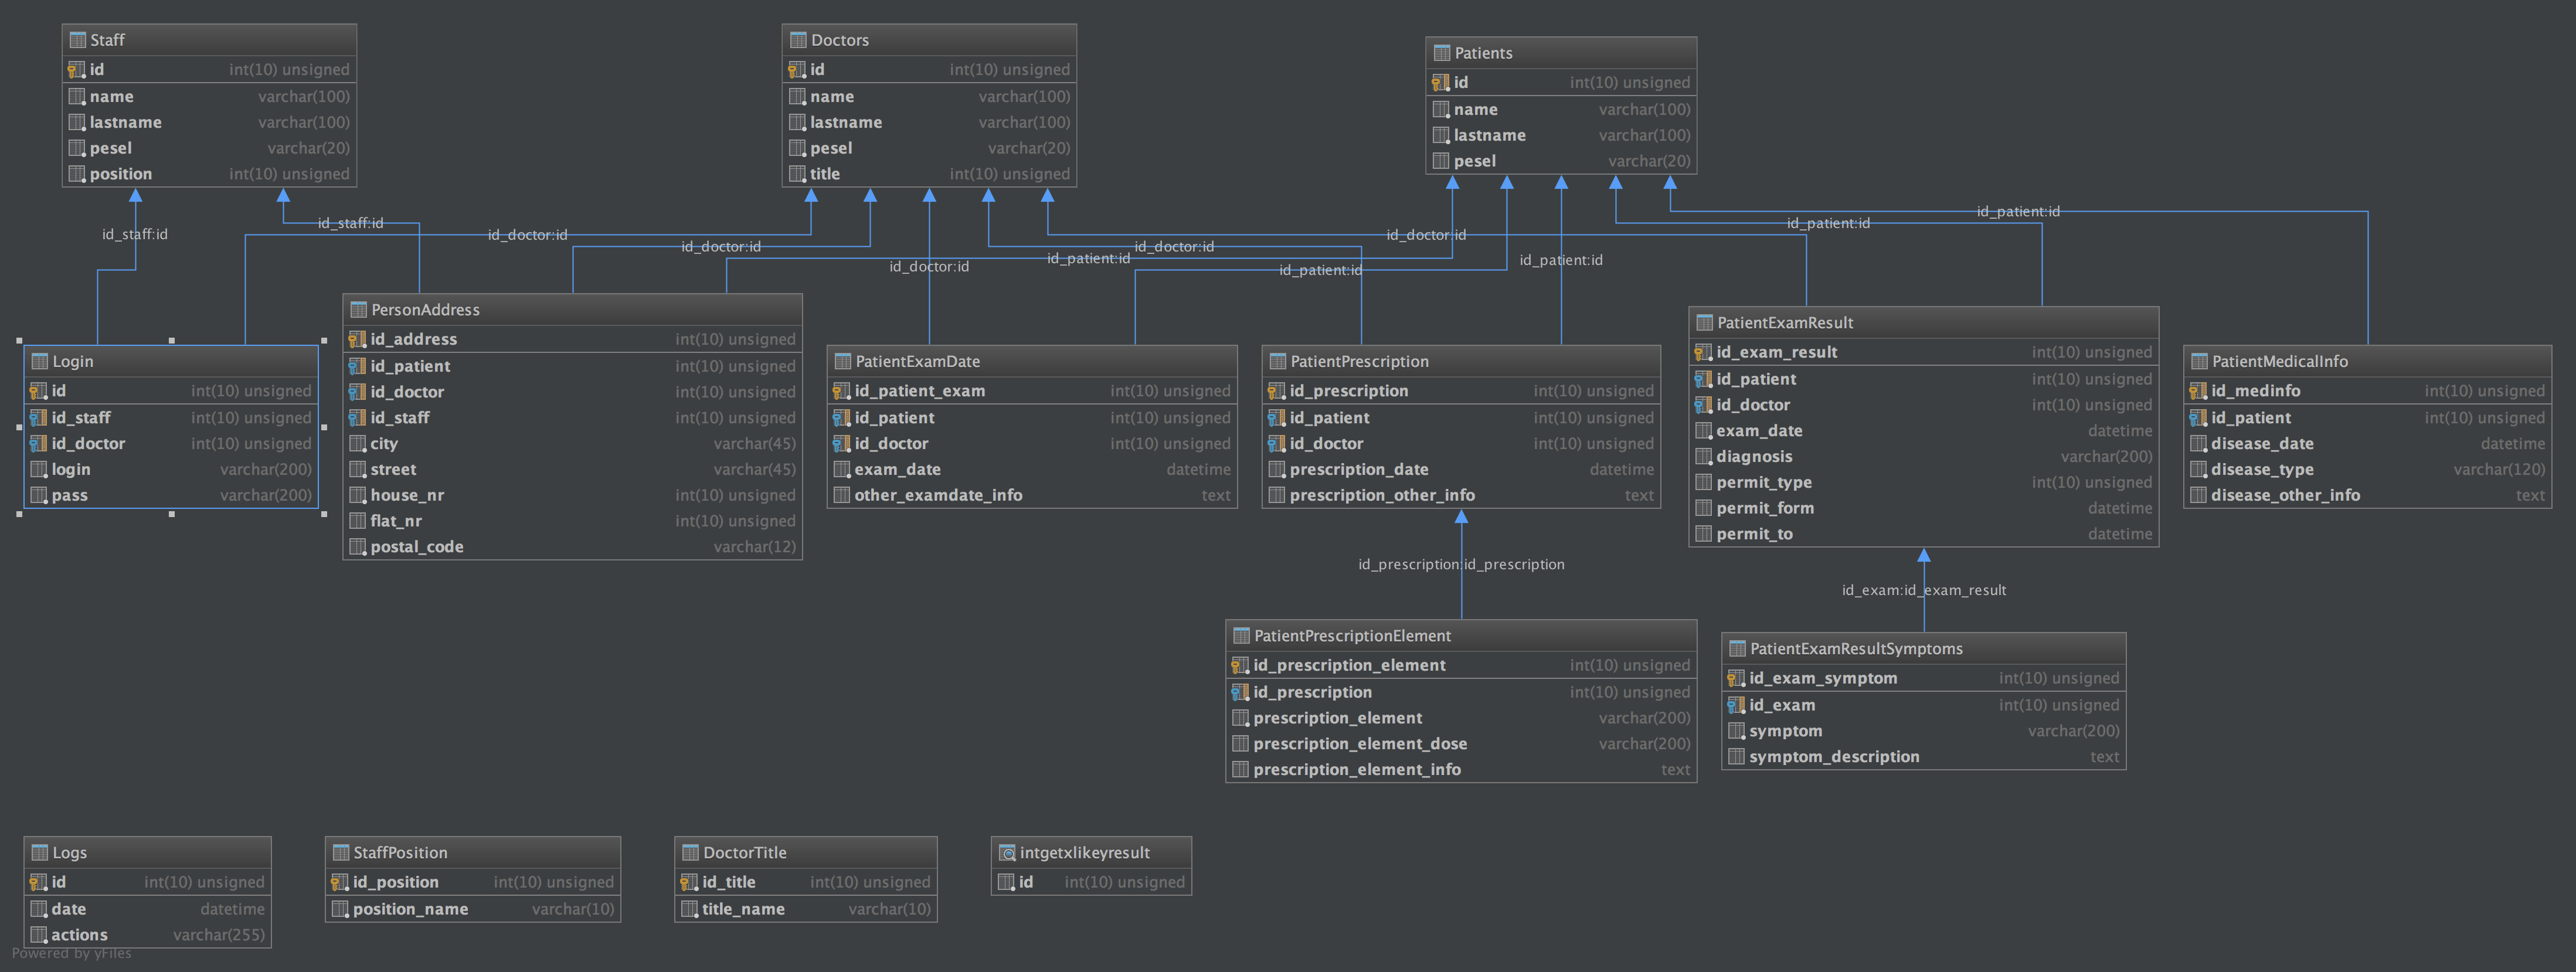 Staff
id int(10) unsigned
name varchar(100)
lastname varchar(100)
pesel varchar(20)
position int(10) unsigned
Doctors
id int(10) unsigned
name varchar(100)
lastname varchar(100)
pesel varchar(20)
title int(10) unsigned
Patients
id int(10) unsigned
name varchar(100)
lastname varchar(100)
pesel varchar(20)
id_staff:id
id_staff:id
id_doctor:id
id_doctor:id
id_doctor:id
id_patient:id
id_doctor:id
id_patient:id
id_doctor:id
id_patient:id
id_patient:id
id_patient:id
Login
id int(10) unsigned
id_staff int(10) unsigned
id_doctor int(10) unsigned
login varchar(200)
pass varchar(200)
PersonAddress
id_address int(10) unsigned
id_patient int(10) unsigned
id_doctor int(10) unsigned
id_staff int(10) unsigned
city varchar(45)
street varchar(45)
house_nr int(10) unsigned
flat_nr int(10) unsigned
postal_code varchar(12)
PatientExamDate
id_patient_exam int(10) unsigned
id_patient int(10) unsigned
id_doctor int(10) unsigned
exam_date datetime
other_examdate_info text
PatientPrescription
id_prescription int(10) unsigned
id_patient int(10) unsigned
id_doctor int(10) unsigned
prescription_date datetime
prescription_other_info text
PatientExamResult
id_exam_result int(10) unsigned
id_patient int(10) unsigned
id_doctor int(10) unsigned
exam_date datetime
diagnosis varchar(200)
permit_type int(10) unsigned
permit_form datetime
permit_to datetime
PatientMedicalInfo
id_medinfo int(10) unsigned
id_patient int(10) unsigned
disease_date datetime
disease_type varchar(120)
disease_other_info text
id_prescription:id_prescription
id_exam:id_exam_result
PatientPrescriptionElement
id_prescription_element int(10) unsigned
id_prescription int(10) unsigned
prescription_element varchar(200)
prescription_element_dose varchar(200)
prescription_element_info text
PatientExamResultSymptoms
id_exam_symptom int(10) unsigned
id_exam int(10) unsigned
symptom varchar(200)
symptom_description text
Logs
id int(10) unsigned
date datetime
actions varchar(255)
StaffPosition
id_position int(10) unsigned
position_name varchar(10)
DoctorTitle
id_title int(10) unsigned
title_name varchar(10)
intgetxlikeyresult
id int(10) unsigned
Powered by yFiles